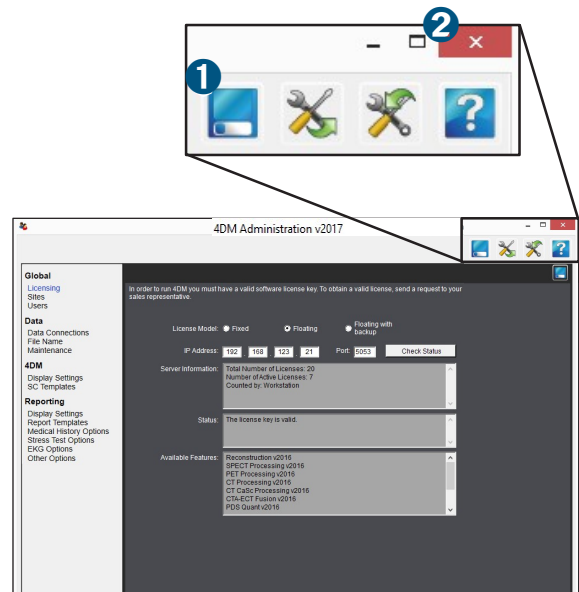 2
1
?
4DM Administration v2017
?
Global
Licensing
Sites
Users
Data
Data Connections
File Name
Maintenance
4DM
Display Settings
SC Templates
Reporting
Display Settings
Report Templates
Medical History Options
Stress Test Options
EKG Options
Other Options
In order to run 4DM you must have a valid software license key. To obtain a valid license, send a request to your
sales representative.
License Model: Fixed Floating Floating with
backup
IP Address: 192 . 168 . 123 . 21 Port: 5053 Check Status
Server Information: Total Number of Licenses: 20
Number of Active Licenses: 7
Counted by: Workstation
Status: The license key is valid.
Available Features: Reconstruction v2016
SPECT Processing v2016
PET Processing v2016
CT Processing v2016
CT CaSc Processing v2016
CTA-ECT Fusion v2016
PDS Quant v2016